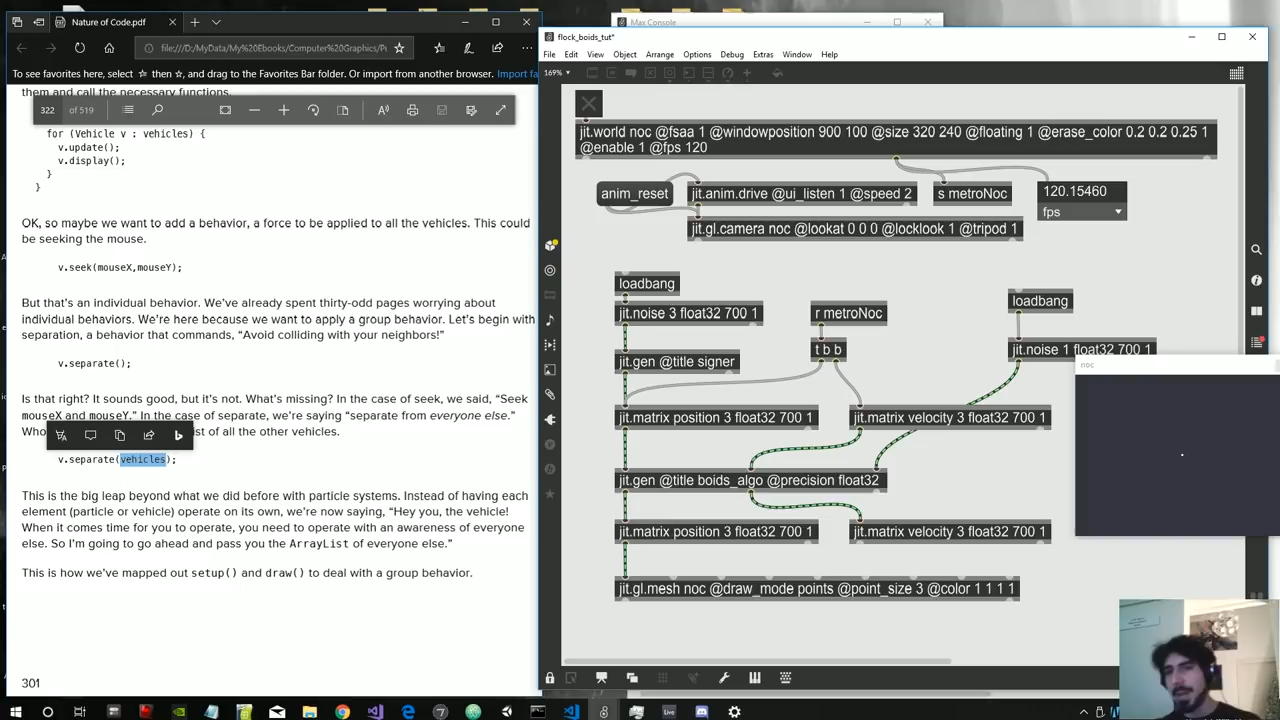 Nature of Code.pdf
file:///D:/MyData/My%20Ebooks/Computer%20Graphics/P
To see favorites here, select then , and drag to the Favorites Bar folder. Or import from another browser. Import fa
them and call the necessary functions.
322 of 519
for (Vehicle v : vehicles) {
v.update();
v.display();
}
}
OK, so maybe we want to add a behavior, a force to be applied to all the vehicles. This could
be seeking the mouse.
v.seek(mouseX,mouseY);
But that's an individual behavior. We've already spent thirty-odd pages worrying about
individual behaviors. We're here because we want to apply a group behavior. Let's begin with
separation, a behavior that commands, “Avoid colliding with your neighbors!”
v.separate();
Is that right? It sounds good, but it's not. What's missing? In the case of seek, we said, “Seek
mouseX and mouseY.” In the case of separate, we're saying “separate from everyone else.”
Who list of all the other vehicles.
v.separate(vehicles);
This is the big leap beyond what we did before with particle systems. Instead of having each
element (particle or vehicle) operate on its own, we're now saying, “Hey you, the vehicle!
When it comes time for you to operate, you need to operate with an awareness of everyone
else. So I'm going to go ahead and pass you the ArrayList of everyone else.”
This is how we've mapped out setup() and draw() to deal with a group behavior.
301
Max Console
flock_boids_tut*
File Edit View Object Arrange Options Debug Extras Window Help
169%
jit.world noc @fsaa 1 @windowposition 900 100 @size 320 240 @floating 1 @erase_color 0.2 0.2 0.25 1
@enable 1 @fps 120
anim_reset
jit.anim.drive @ui_listen 1 @speed 2
s metroNoc
120.15460
fps
jit.gl.camera noc @lookat 0 0 0 @locklook 1 @tripod 1
loadbang
jit.noise 3 float32 700 1
r metroNoc
loadbang
jit.gen @title signer
t b b
jit.noise 1 float32 700 1
noc
jit.matrix position 3 float32 700 1
jit.matrix velocity 3 float32 700 1
jit.gen @title boids_algo @precision float32
jit.matrix position 3 float32 700 1
jit.matrix velocity 3 float32 700 1
jit.gl.mesh noc @draw_mode points @point_size 3 @color 1 1 1 1